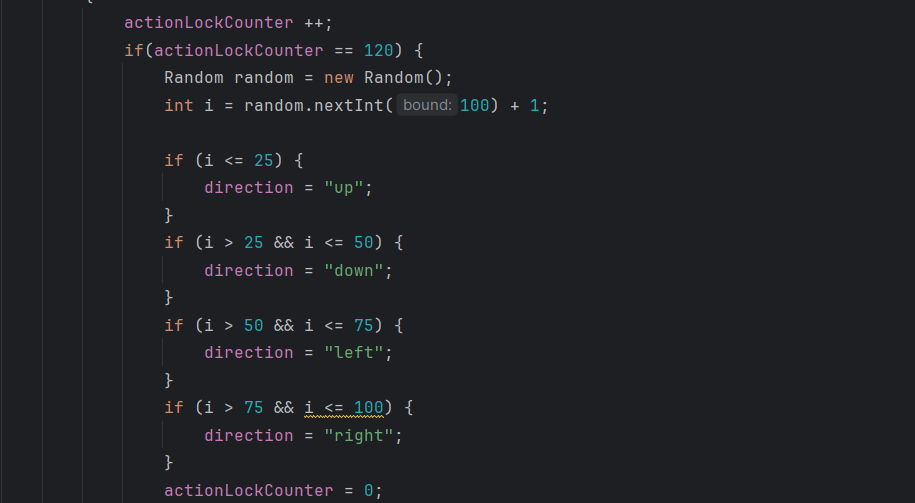 {
actionLockCounter ++;
if(actionLockCounter == 120) {
Random random = new Random();
int i = random.nextInt( bound: 100) + 1;
if (i <= 25) {
direction = "up";
}
if (i > 25 && i <= 50) {
direction = "down";
}
if (i > 50 && i <= 75) {
direction = "left";
}
if (i > 75 && i <= 100) {
direction = "right";
}
actionLockCounter = 0;